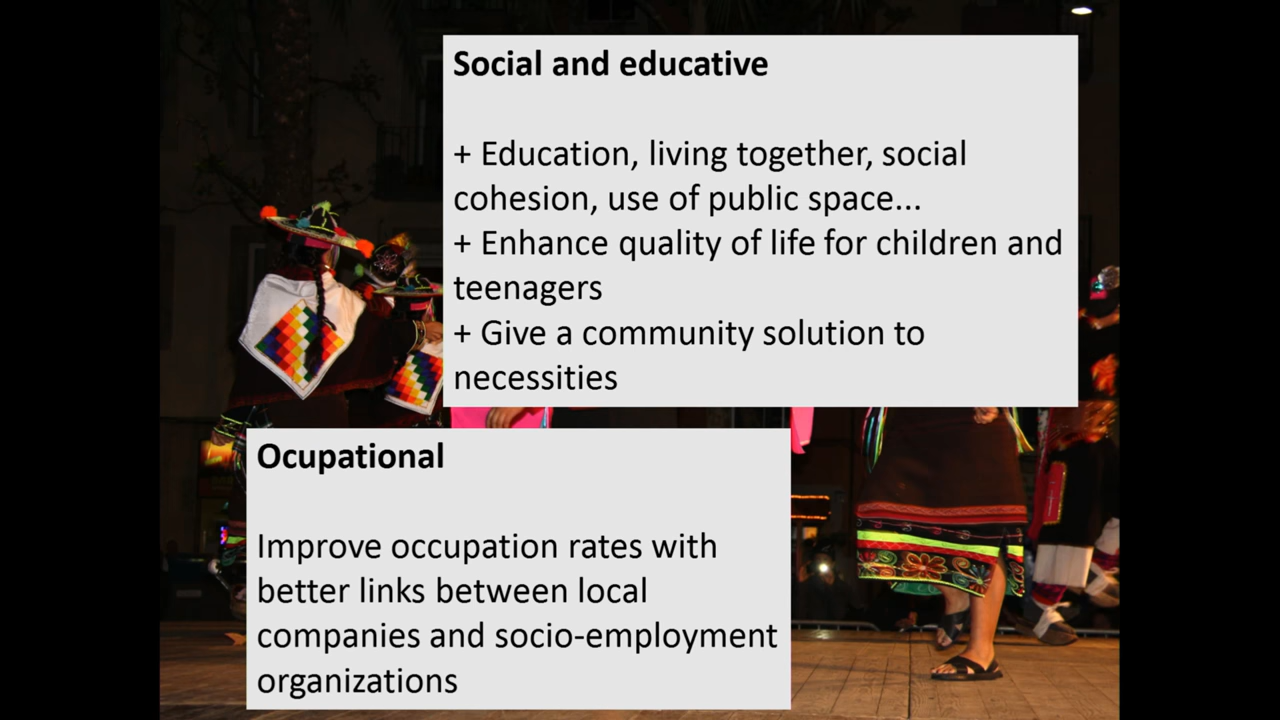 Social and educative
+ Education, living together, social
cohesion, use of public space...
+ Enhance quality of life for children and
teenagers
+ Give a community solution to
necessities
Ocupational
Improve occupation rates with
better links between local
companies and socio-employment
organizations